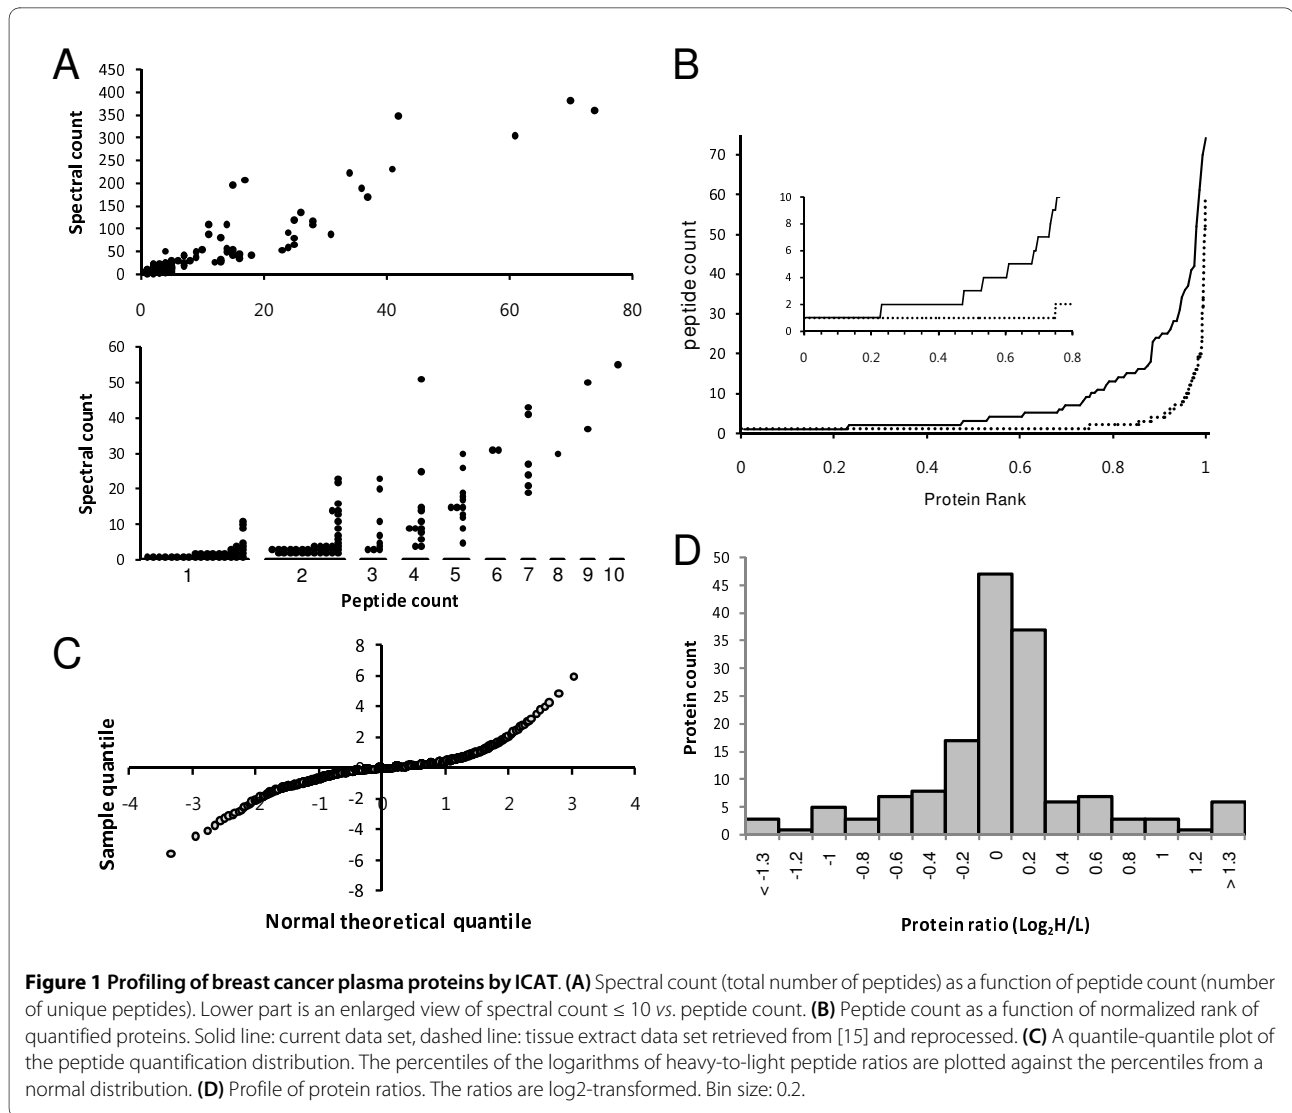 A
Spectral count
450
400
350
300
250
200
150
100
50
0
0 20 40 60 80
Spectral count
60
50
40
30
20
10
0
1 2 3 4 5 6 7 8 9 10
Peptide count
B
peptide count
70
60
50
40
30
20
10
0
10
8
6
4
2
0
0 0.2 0.4 0.6 0.8
0 0.2 0.4 0.6 0.8 1
Protein Rank
C
Sample quantile
8
6
4
2
0
-2
-4
-6
-8
-4 -3 -2 -1 0 1 2 3 4
Normal theoretical quantile
D
Protein count
50
45
40
35
30
25
20
15
10
5
0
< -1.3 -1.2 -1 -0.8 -0.6 -0.4 -0.2 0 0.2 0.4 0.6 0.8 1 1.2 > 1.3
Protein ratio (Log₂H/L)
Figure 1 Profiling of breast cancer plasma proteins by ICAT. (A) Spectral count (total number of peptides) as a function of peptide count (number
of unique peptides). Lower part is an enlarged view of spectral count ≤ 10 vs. peptide count. (B) Peptide count as a function of normalized rank of
quantified proteins. Solid line: current data set, dashed line: tissue extract data set retrieved from [15] and reprocessed. (C) A quantile-quantile plot of
the peptide quantification distribution. The percentiles of the logarithms of heavy-to-light peptide ratios are plotted against the percentiles from a
normal distribution. (D) Profile of protein ratios. The ratios are log2-transformed. Bin size: 0.2.